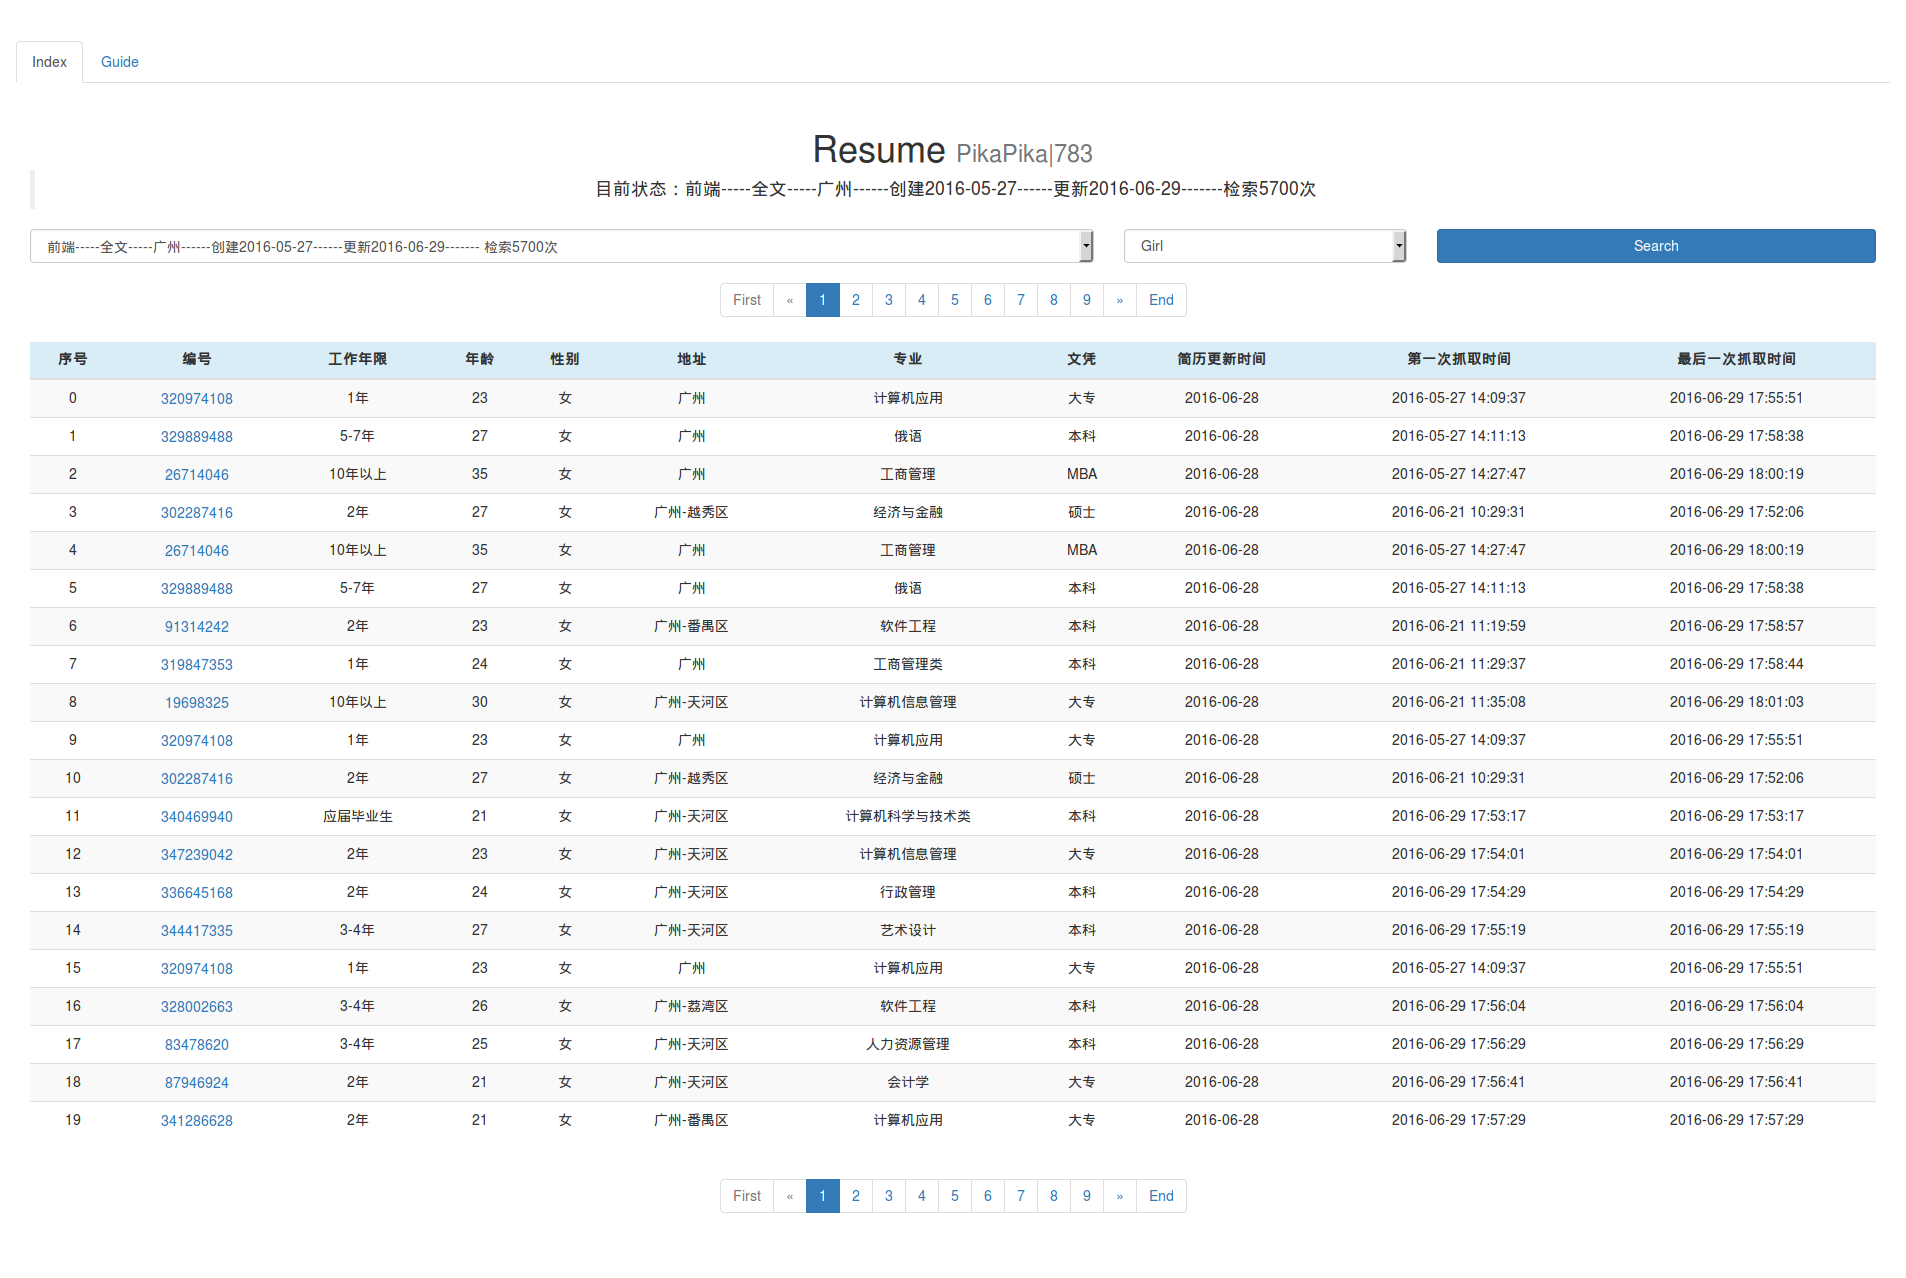 Index Guide
Resume PikaPika|783
目前状态：前端-----全文-----广州------创建2016-05-27------更新2016-06-29-------检索5700次
前端-----全文-----广州------创建2016-05-27------更新2016-06-29------- 检索5700次 Girl Search
First « 1 2 3 4 5 6 7 8 9 » End
序号 编号 工作年限 年龄 性别 地址 专业 文凭 简历更新时间 第一次抓取时间 最后一次抓取时间
0 320974108 1年 23 女 广州 计算机应用 大专 2016-06-28 2016-05-27 14:09:37 2016-06-29 17:55:51
1 329889488 5-7年 27 女 广州 俄语 本科 2016-06-28 2016-05-27 14:11:13 2016-06-29 17:58:38
2 26714046 10年以上 35 女 广州 工商管理 MBA 2016-06-28 2016-05-27 14:27:47 2016-06-29 18:00:19
3 302287416 2年 27 女 广州-越秀区 经济与金融 硕士 2016-06-28 2016-06-21 10:29:31 2016-06-29 17:52:06
4 26714046 10年以上 35 女 广州 工商管理 MBA 2016-06-28 2016-05-27 14:27:47 2016-06-29 18:00:19
5 329889488 5-7年 27 女 广州 俄语 本科 2016-06-28 2016-05-27 14:11:13 2016-06-29 17:58:38
6 91314242 2年 23 女 广州-番禺区 软件工程 本科 2016-06-28 2016-06-21 11:19:59 2016-06-29 17:58:57
7 319847353 1年 24 女 广州 工商管理类 本科 2016-06-28 2016-06-21 11:29:37 2016-06-29 17:58:44
8 19698325 10年以上 30 女 广州-天河区 计算机信息管理 大专 2016-06-28 2016-06-21 11:35:08 2016-06-29 18:01:03
9 320974108 1年 23 女 广州 计算机应用 大专 2016-06-28 2016-05-27 14:09:37 2016-06-29 17:55:51
10 302287416 2年 27 女 广州-越秀区 经济与金融 硕士 2016-06-28 2016-06-21 10:29:31 2016-06-29 17:52:06
11 340469940 应届毕业生 21 女 广州-天河区 计算机科学与技术类 本科 2016-06-28 2016-06-29 17:53:17 2016-06-29 17:53:17
12 347239042 2年 23 女 广州-天河区 计算机信息管理 大专 2016-06-28 2016-06-29 17:54:01 2016-06-29 17:54:01
13 336645168 2年 24 女 广州-天河区 行政管理 本科 2016-06-28 2016-06-29 17:54:29 2016-06-29 17:54:29
14 344417335 3-4年 27 女 广州-天河区 艺术设计 本科 2016-06-28 2016-06-29 17:55:19 2016-06-29 17:55:19
15 320974108 1年 23 女 广州 计算机应用 大专 2016-06-28 2016-05-27 14:09:37 2016-06-29 17:55:51
16 328002663 3-4年 26 女 广州-荔湾区 软件工程 本科 2016-06-28 2016-06-29 17:56:04 2016-06-29 17:56:04
17 83478620 3-4年 25 女 广州-天河区 人力资源管理 本科 2016-06-28 2016-06-29 17:56:29 2016-06-29 17:56:29
18 87946924 2年 21 女 广州-天河区 会计学 大专 2016-06-28 2016-06-29 17:56:41 2016-06-29 17:56:41
19 341286628 2年 21 女 广州-番禺区 计算机应用 大专 2016-06-28 2016-06-29 17:57:29 2016-06-29 17:57:29
First « 1 2 3 4 5 6 7 8 9 » End